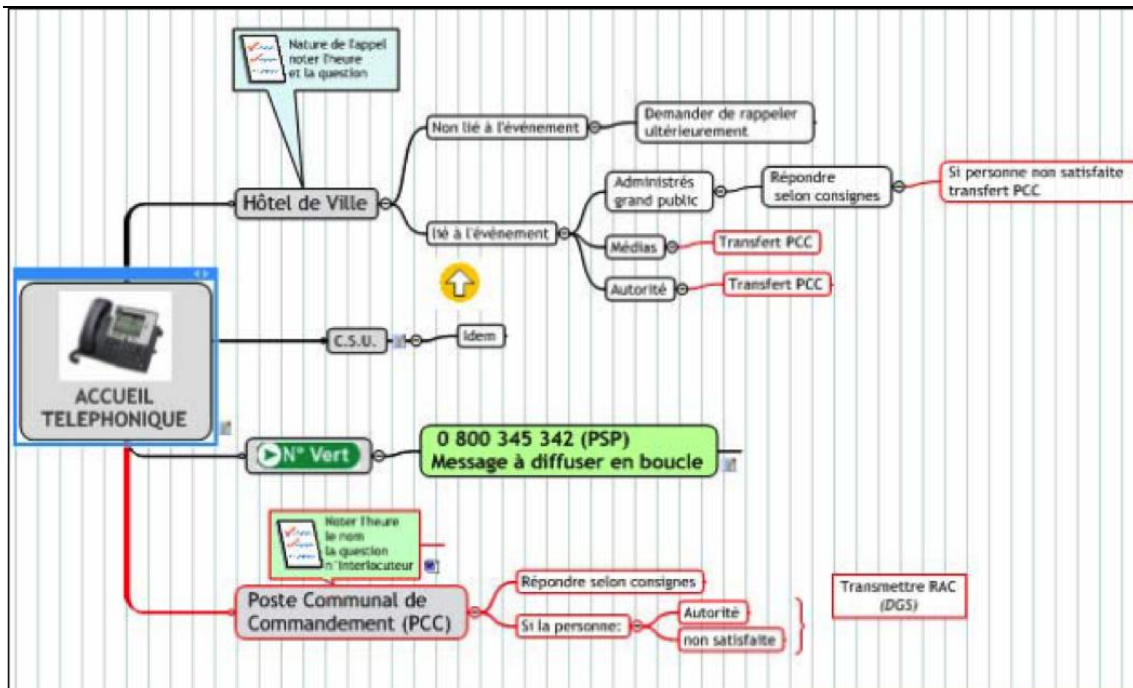 Nature de l'appel
noter l'heure
et la question
Non lié à l'événement
Demander de rappeler
ultérieurement
Hôtel de Ville
lié à l'événement
Administrés
grand public
Répondre
selon consignes
Si personne non satisfaite
transfert PCC
Médias
Transfert PCC
Autorité
Transfert PCC
C.S.U.
Idem
ACCUEIL
TELEPHONIQUE
N° Vert
0 800 345 342 (PSP)
Message à diffuser en boucle
Noter l'heure
le nom
la question
n°interlocuteur
Poste Communal de
Commandement (PCC)
Répondre selon consignes
Si la personne:
Autorité
non satisfaite
Transmettre RAC
(DGS)